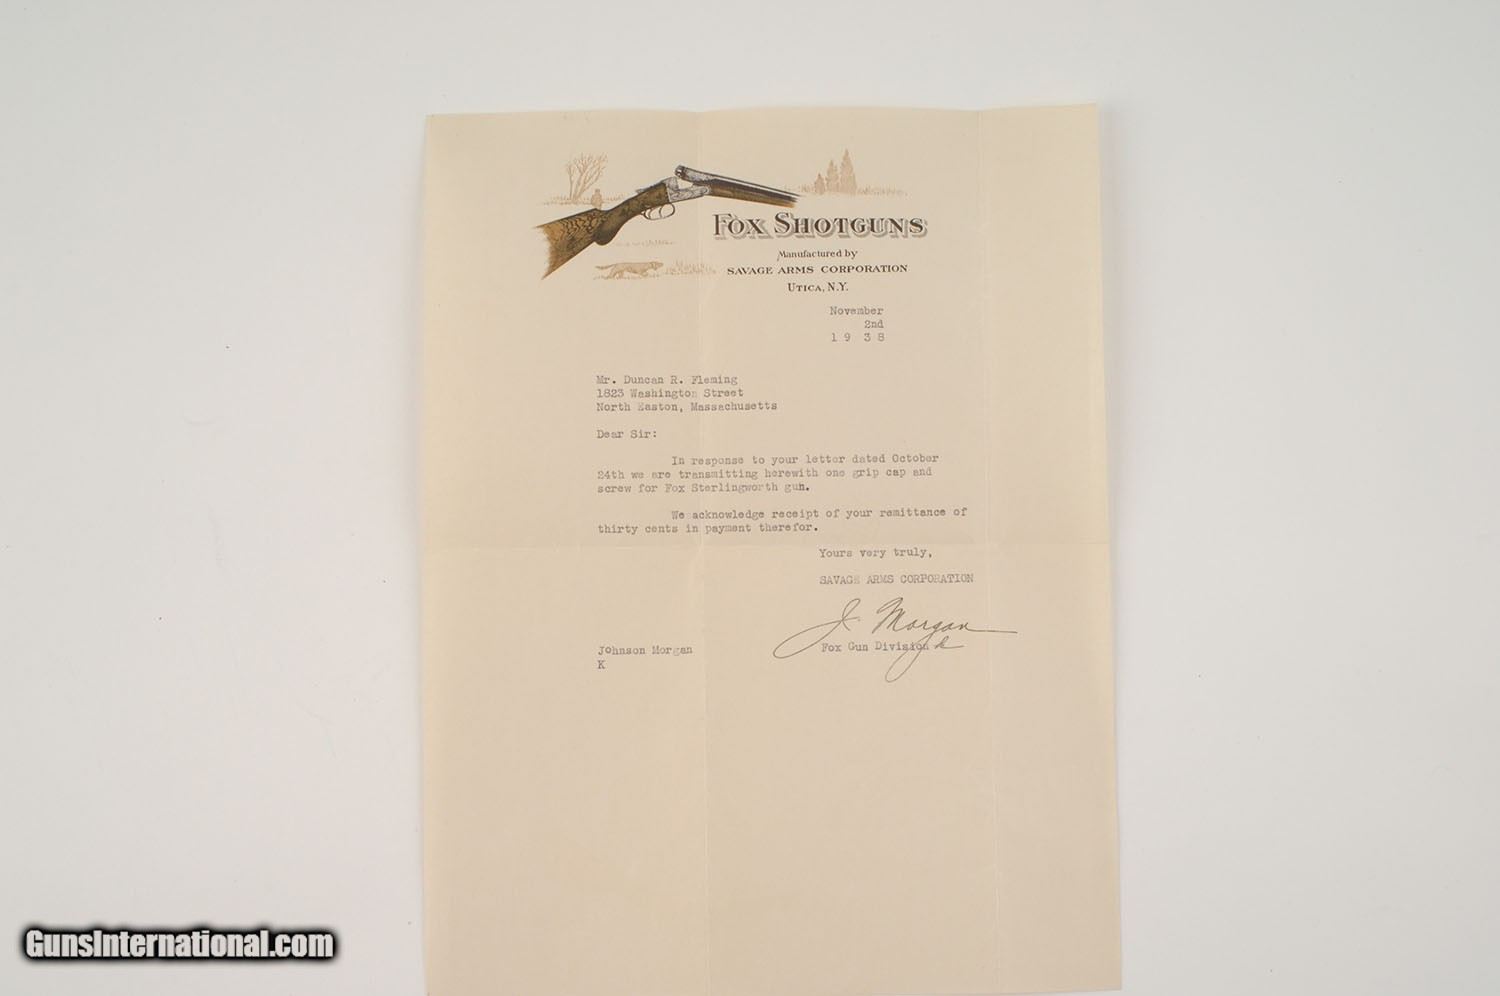 Fox Shotguns
Manufactured by
SAVAGE ARMS CORPORATION
UTICA, N.Y.
November
2nd
1 9 3 8
Mr. Duncan R. Fleming
1823 Washington Street
North Easton, Massachusetts
Dear Sir:
In response to your letter dated October
24th we are transmitting herewith one grip cap and
screw for Fox Sterlingworth gun.
We acknowledge receipt of your remittance of
thirty cents in payment therefor.
Yours very truly,
SAVAGE ARMS CORPORATION
J. Morgan
Fox Gun Division k
Johnson Morgan
K
GunsInternational.com